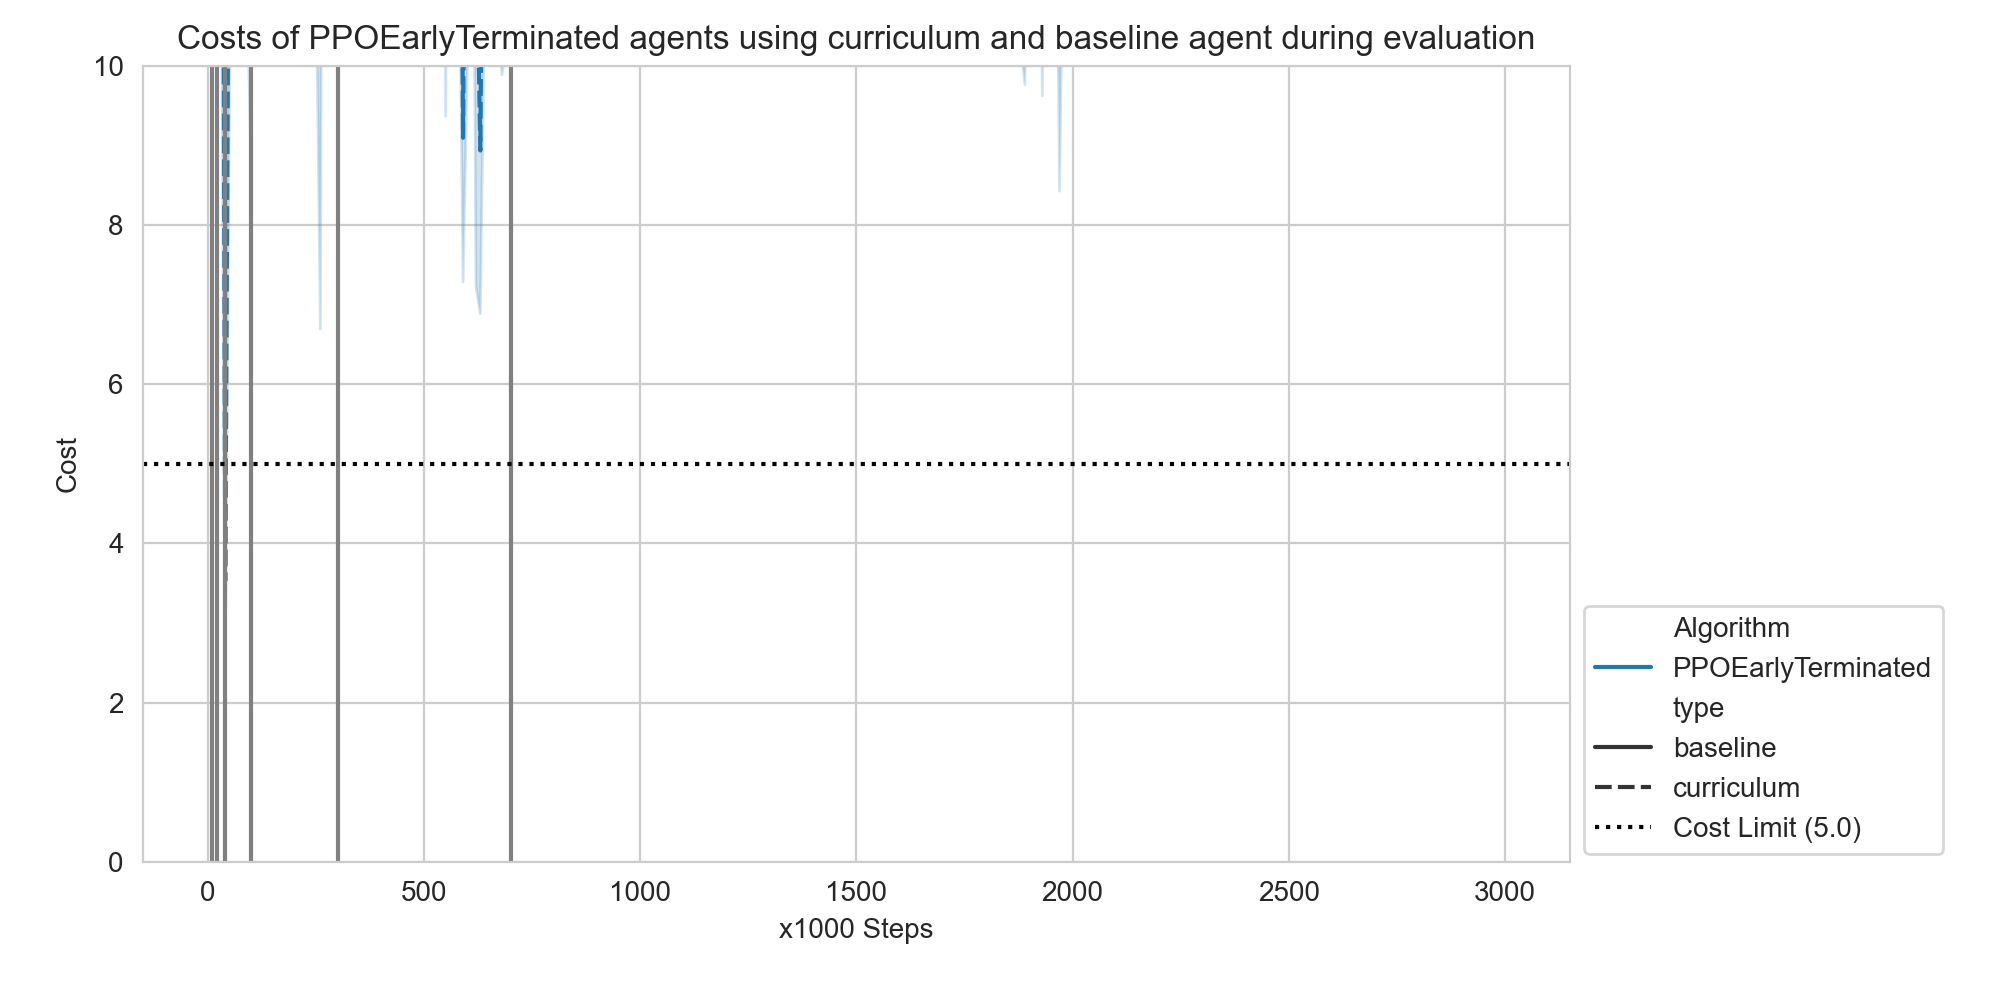 Costs of PPOEarlyTerminated agents using curriculum and baseline agent during evaluation
10
8
6
4
2
0
Cost
0 500 1000 1500 2000 2500 3000
x1000 Steps
Algorithm
PPOEarlyTerminated
type
baseline
curriculum
Cost Limit (5.0)